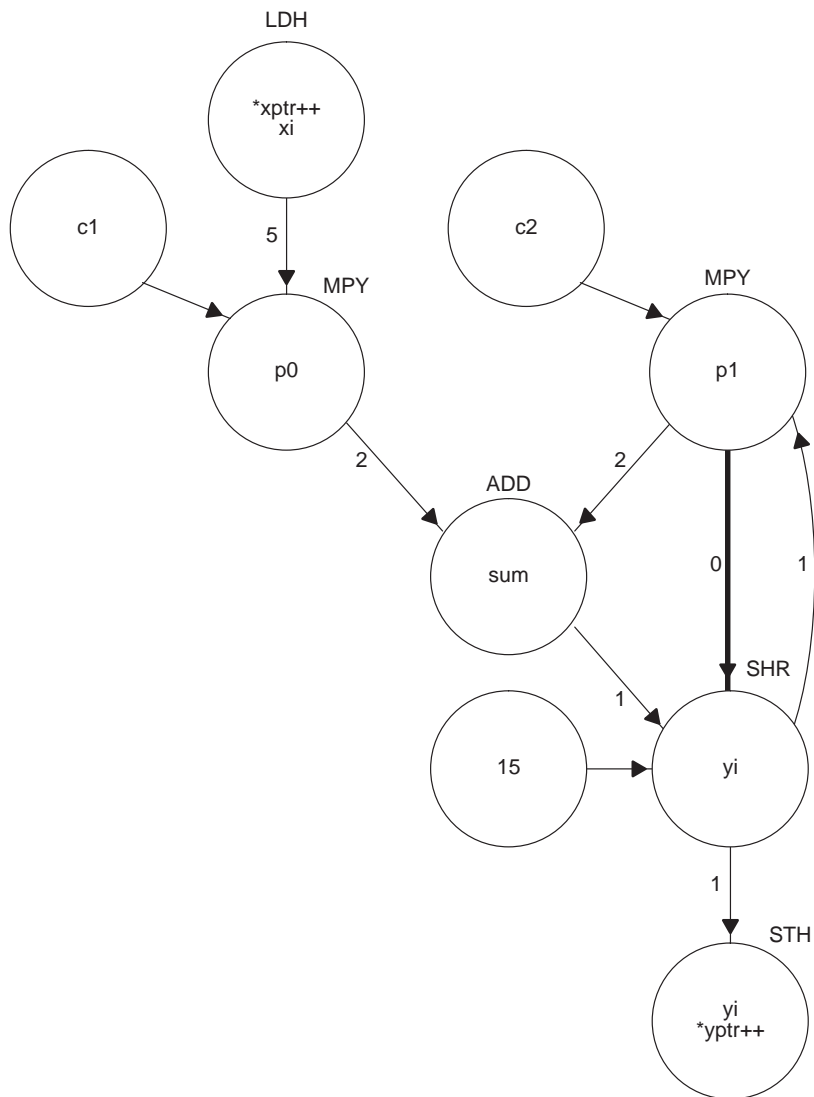 LDH
*xptr++
xi
c1
c2
5
MPY
MPY
p0
p1
2
2
ADD
0
1
sum
SHR
1
15
yi
1
STH
yi
*yptr++